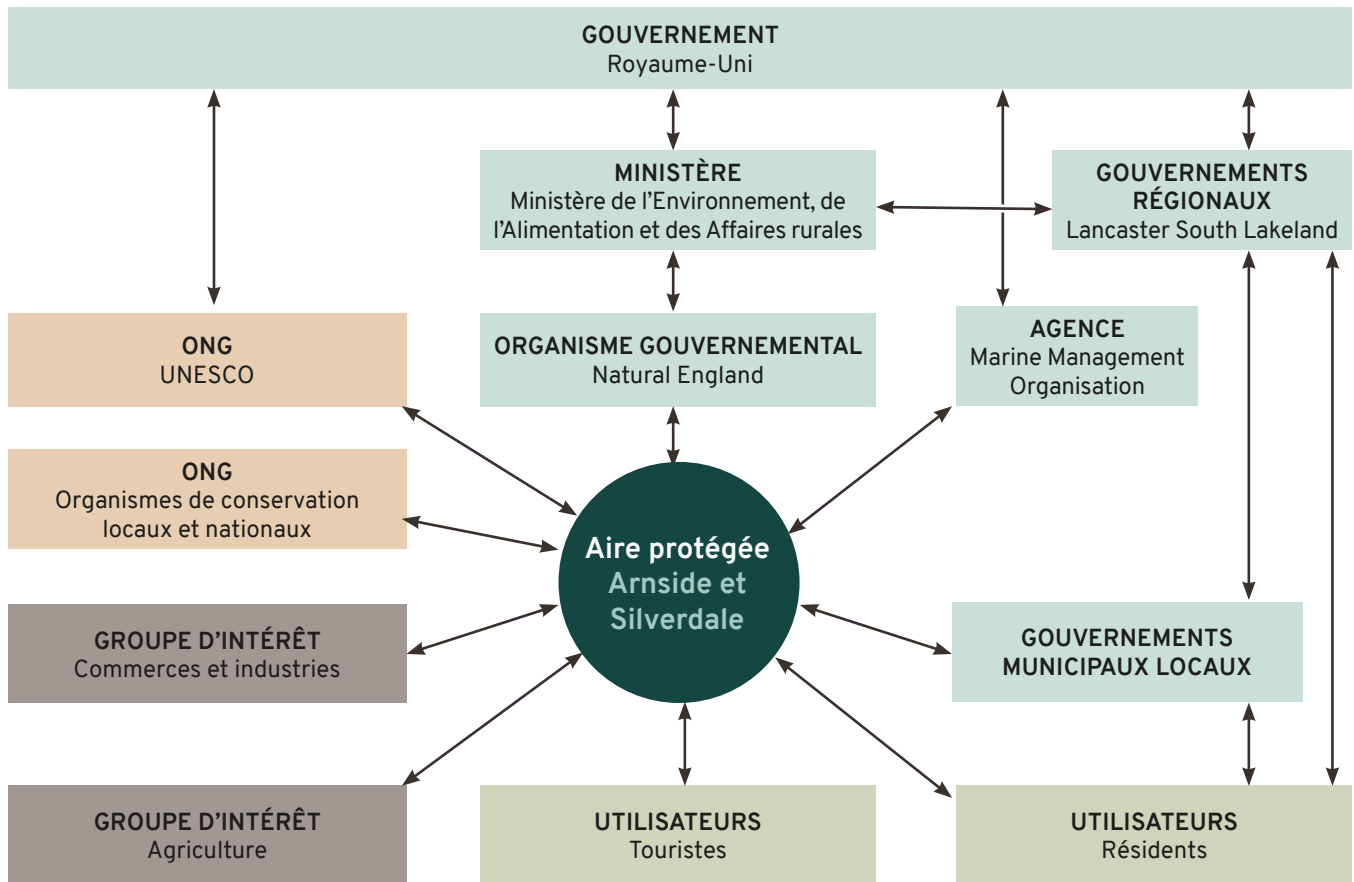 GOUVERNEMENT
Royaume-Uni
MINISTÈRE
Ministère de l’Environnement, de
l’Alimentation et des Affaires rurales
GOUVERNEMENTS
RÉGIONAUX
Lancaster South Lakeland
ONG
UNESCO
ORGANISME GOUVERNEMENTAL
Natural England
AGENCE
Marine Management
Organisation
ONG
Organismes de conservation
locaux et nationaux
Aire protégée
Arnside et
Silverdale
GROUPE D’INTÉRÊT
Commerces et industries
GOUVERNEMENTS
MUNICIPAUX LOCAUX
GROUPE D’INTÉRÊT
Agriculture
UTILISATEURS
Touristes
UTILISATEURS
Résidents